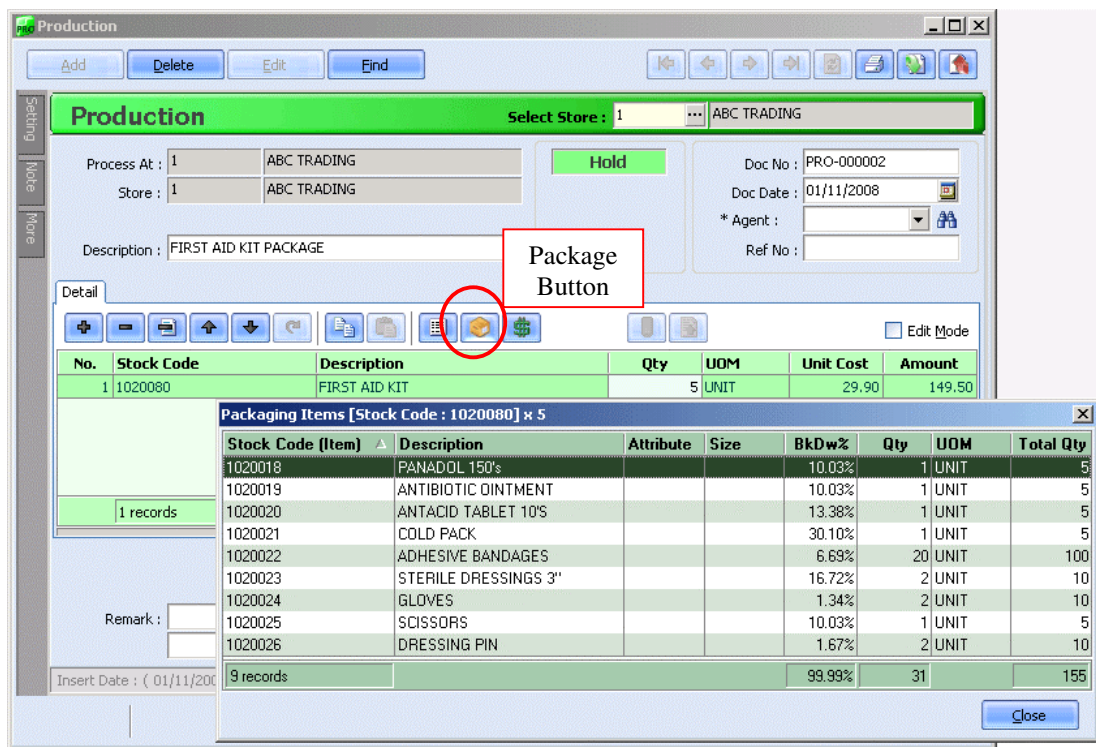 PRO Production
Add Delete Edit Find
Setting
Note
More
Production Select Store : 1 ... ABC TRADING
Process At : 1 ABC TRADING Hold Doc No : PRO-000002
Store : 1 ABC TRADING Doc Date : 01/11/2008
* Agent :
Description : FIRST AID KIT PACKAGE Ref No :
Package
Button
Detail
Edit Mode
No. Stock Code Description Qty UOM Unit Cost Amount
1 1020080 FIRST AID KIT 5 UNIT 29.90 149.50
Packaging Items [Stock Code : 1020080] x 5
Stock Code (Item) Description Attribute Size BkDw% Qty UOM Total Qty
1020018 PANADOL 150's 10.03% 1 UNIT 5
1020019 ANTIBIOTIC OINTMENT 10.03% 1 UNIT 5
1020020 ANTACID TABLET 10'S 13.38% 1 UNIT 5
1020021 COLD PACK 30.10% 1 UNIT 5
1020022 ADHESIVE BANDAGES 6.69% 20 UNIT 100
1020023 STERILE DRESSINGS 3'' 16.72% 2 UNIT 10
1020024 GLOVES 1.34% 2 UNIT 10
1020025 SCISSORS 10.03% 1 UNIT 5
1020026 DRESSING PIN 1.67% 2 UNIT 10
9 records 99.99% 31 155
Close
1 records
Remark :
Insert Date : ( 01/11/200